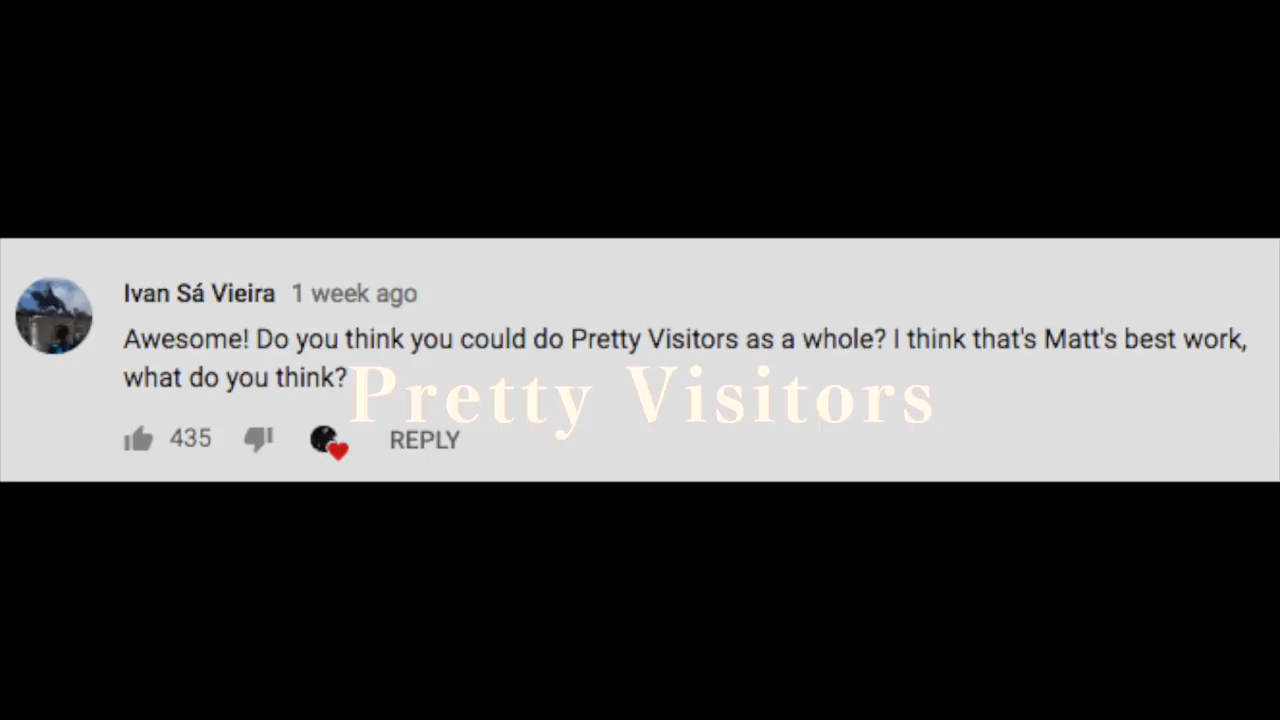 Ivan Sá Vieira 1 week ago
Awesome! Do you think you could do Pretty Visitors as a whole? I think that's Matt's best work,
what do you think?
Pretty Visitors
435 REPLY